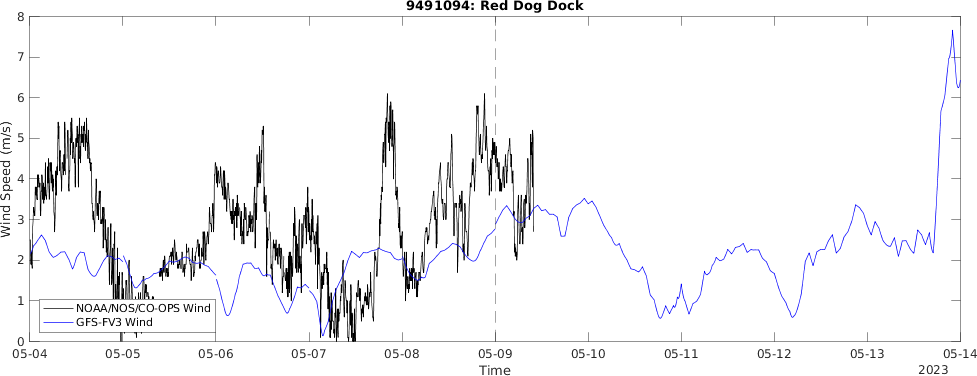 9491094: Red Dog Dock
Wind Speed (m/s)
8
7
6
5
4
3
2
1
0
NOAA/NOS/CO-OPS Wind
GFS-FV3 Wind
05-04 05-05 05-06 05-07 05-08 05-09 05-10 05-11 05-12 05-13 05-14
Time
2023